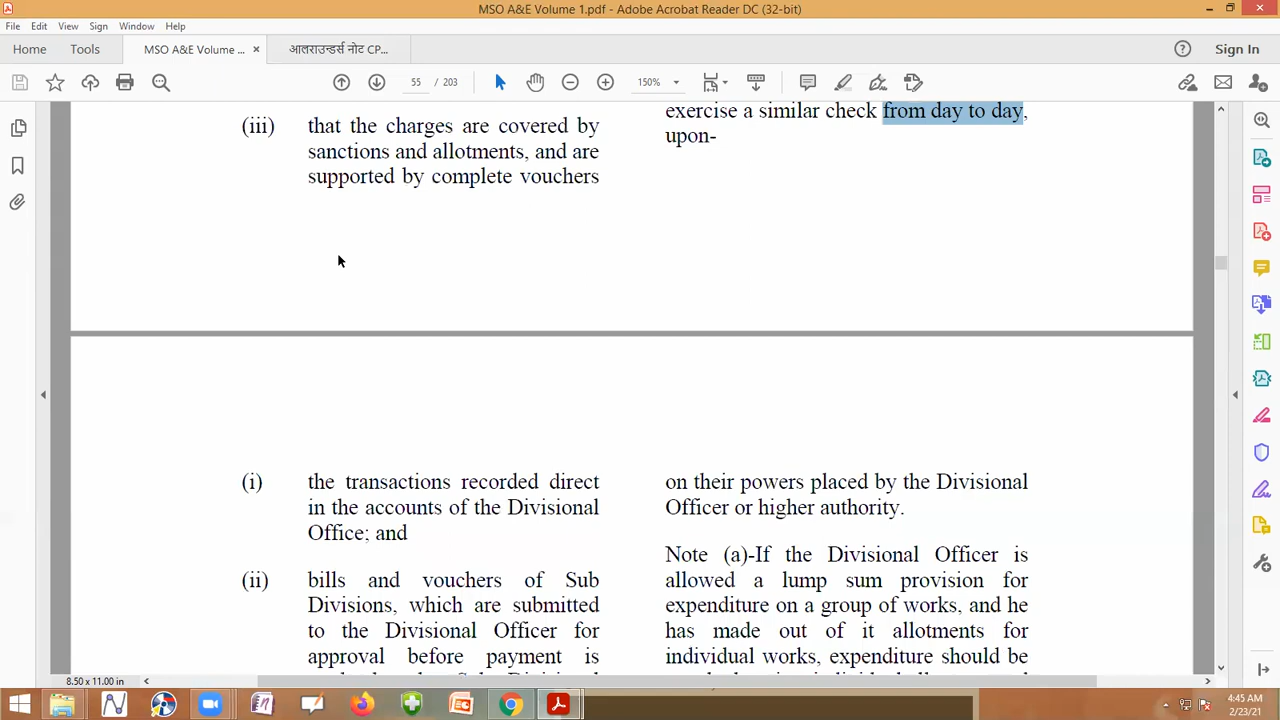 MSO A&E Volume 1.pdf - Adobe Acrobat Reader DC (32-bit)
File Edit View Sign Window Help
Home Tools MSO A&E Volume ... × आलराउन्डर्स नोट CP... Sign In
55 / 203 150%
exercise a similar check from day to day,
upon-
(iii) that the charges are covered by
sanctions and allotments, and are
supported by complete vouchers
(i) the transactions recorded direct
in the accounts of the Divisional
Office; and
(ii) bills and vouchers of Sub
Divisions, which are submitted
to the Divisional Officer for
approval before payment is
on their powers placed by the Divisional
Officer or higher authority.
Note (a)-If the Divisional Officer is
allowed a lump sum provision for
expenditure on a group of works, and he
has made out of it allotments for
individual works, expenditure should be
8.50 x 11.00 in
4:45 AM
2/23/21